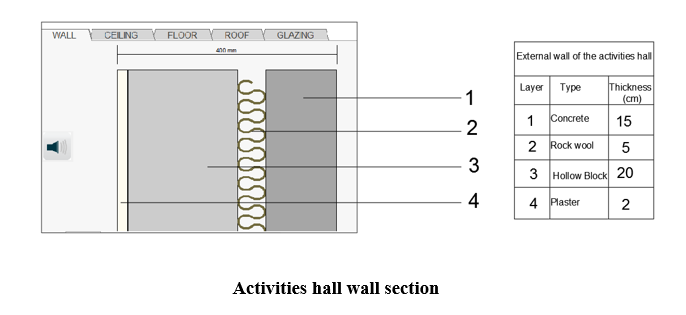 WALL CEILING FLOOR ROOF GLAZING
400 mm
1
2
3
4
External wall of the activities hall
Layer Type Thickness (cm)
1 Concrete 15
2 Rock wool 5
3 Hollow Block 20
4 Plaster 2
Activities hall wall section